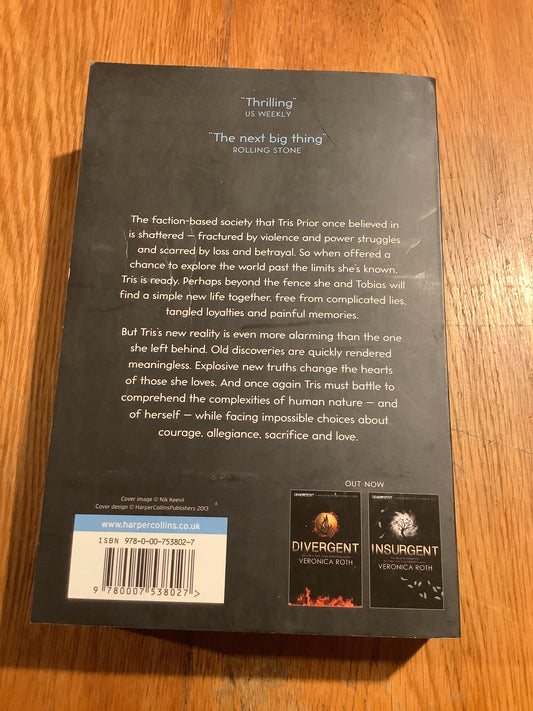 "Thrilling"
US WEEKLY
"The next big thing"
ROLLING STONE
The faction-based society that Tris Prior once believed in
is shattered – fractured by violence and power struggles
and scarred by loss and betrayal. So when offered a
chance to explore the world past the limits she's known,
Tris is ready. Perhaps beyond the fence she and Tobias will
find a simple new life together, free from complicated lies,
tangled loyalties and painful memories.
But Tris's new reality is even more alarming than the one
she left behind. Old discoveries are quickly rendered
meaningless. Explosive new truths change the hearts
of those she loves. And once again Tris must battle to
comprehend the complexities of human nature – and
of herself – while facing impossible choices about
courage, allegiance, sacrifice and love.
OUT NOW
Cover image © Nik Keevil
Cover design © HarperCollinsPublishers 2013
www.harpercollins.co.uk
ISBN 978-0-00-753802-7
9 780007 538027 >
DIVERGENT
VERONICA ROTH
INSURGENT
VERONICA ROTH